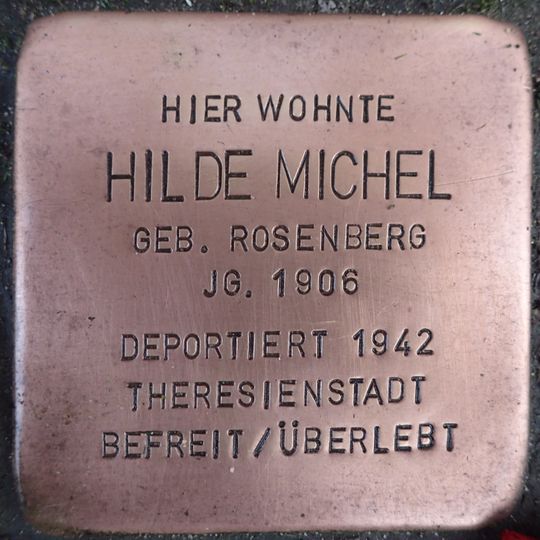 HIER WOHNTE
HILDE MICHEL
GEB. ROSENBERG
JG. 1906
DEPORTIERT 1942
THERESIENSTADT
BEFREIT/ÜBERLEBT